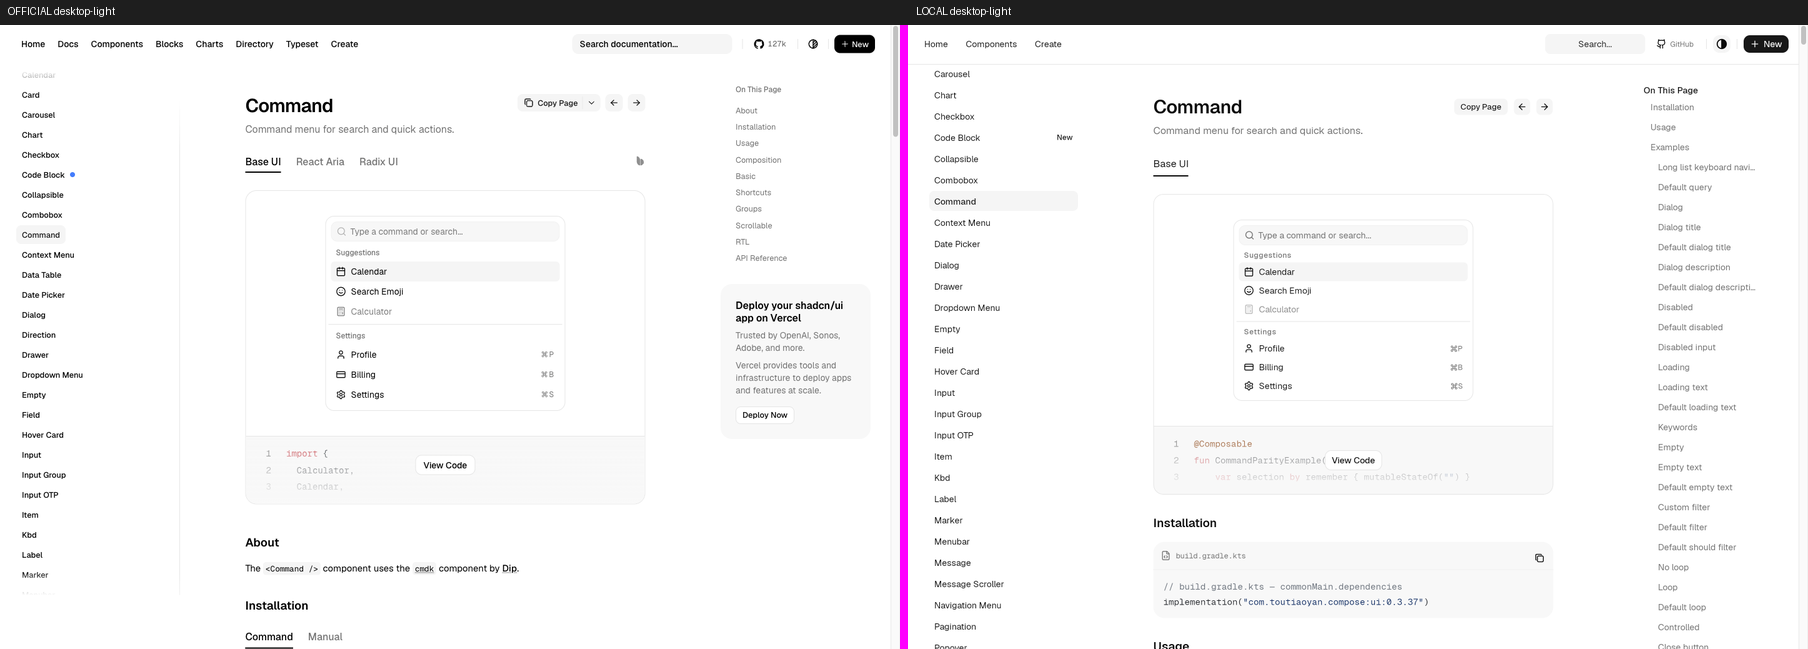 OFFICIAL desktop-light
Home Docs Components Blocks Charts Directory Typeset Create
Search documentation...
127k
+ New
Calendar
Card
Carousel
Chart
Checkbox
Code Block
Collapsible
Combobox
Command
Context Menu
Data Table
Date Picker
Dialog
Direction
Drawer
Dropdown Menu
Empty
Field
Hover Card
Input
Input Group
Input OTP
Item
Kbd
Label
Marker
Command
Copy Page
Command menu for search and quick actions.
Base UI React Aria Radix UI
Type a command or search...
Suggestions
Calendar
Search Emoji
Calculator
Settings
Profile ⌘P
Billing ⌘B
Settings ⌘S
1 import {
2 Calculator,
3 Calendar,
View Code
About
The <Command /> component uses the cmdk component by Dip.
Installation
Command Manual
On This Page
About
Installation
Usage
Composition
Basic
Shortcuts
Groups
Scrollable
RTL
API Reference
Deploy your shadcn/ui
app on Vercel
Trusted by OpenAI, Sonos,
Adobe, and more.
Vercel provides tools and
infrastructure to deploy apps
and features at scale.
Deploy Now
LOCAL desktop-light
Home Components Create
Search...
GitHub
+ New
Carousel
Chart
Checkbox
Code Block New
Collapsible
Combobox
Command
Context Menu
Date Picker
Dialog
Drawer
Dropdown Menu
Empty
Field
Hover Card
Input
Input Group
Input OTP
Item
Kbd
Label
Marker
Menubar
Message
Message Scroller
Navigation Menu
Pagination
Popover
Command
Copy Page
Command menu for search and quick actions.
Base UI
Type a command or search...
Suggestions
Calendar
Search Emoji
Calculator
Settings
Profile ⌘P
Billing ⌘B
Settings ⌘S
1 @Composable
2 fun CommandParityExample(
3 var selection by remember { mutableStateOf("") }
View Code
Installation
build.gradle.kts
// build.gradle.kts — commonMain.dependencies
implementation("com.toutiaoyan.compose:ui:0.3.37")
Usage
On This Page
Installation
Usage
Examples
Long list keyboard navi...
Default query
Dialog
Dialog title
Default dialog title
Dialog description
Default dialog descripti...
Disabled
Default disabled
Disabled input
Loading
Loading text
Default loading text
Keywords
Empty
Empty text
Default empty text
Custom filter
Default filter
Default should filter
No loop
Loop
Default loop
Controlled
Close button